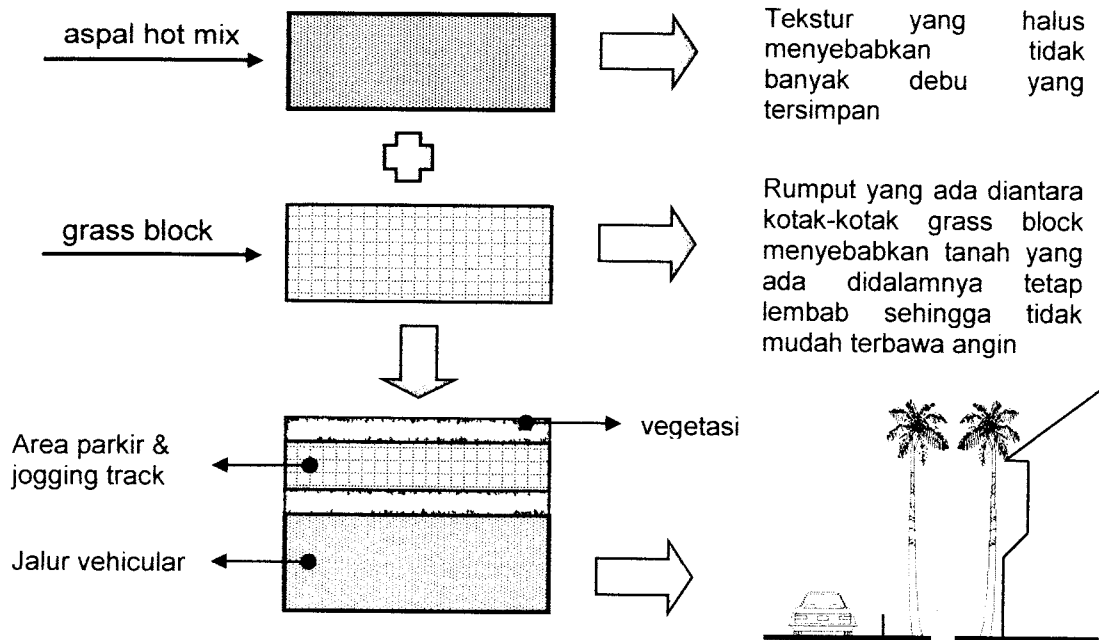 aspal hot mix
Tekstur yang halus
menyebabkan tidak
banyak debu yang
tersimpan
grass block
Rumput yang ada diantara
kotak-kotak grass block
menyebabkan tanah yang
ada didalamnya tetap
lembab sehingga tidak
mudah terbawa angin
vegetasi
Area parkir &
jogging track
Jalur vehicular